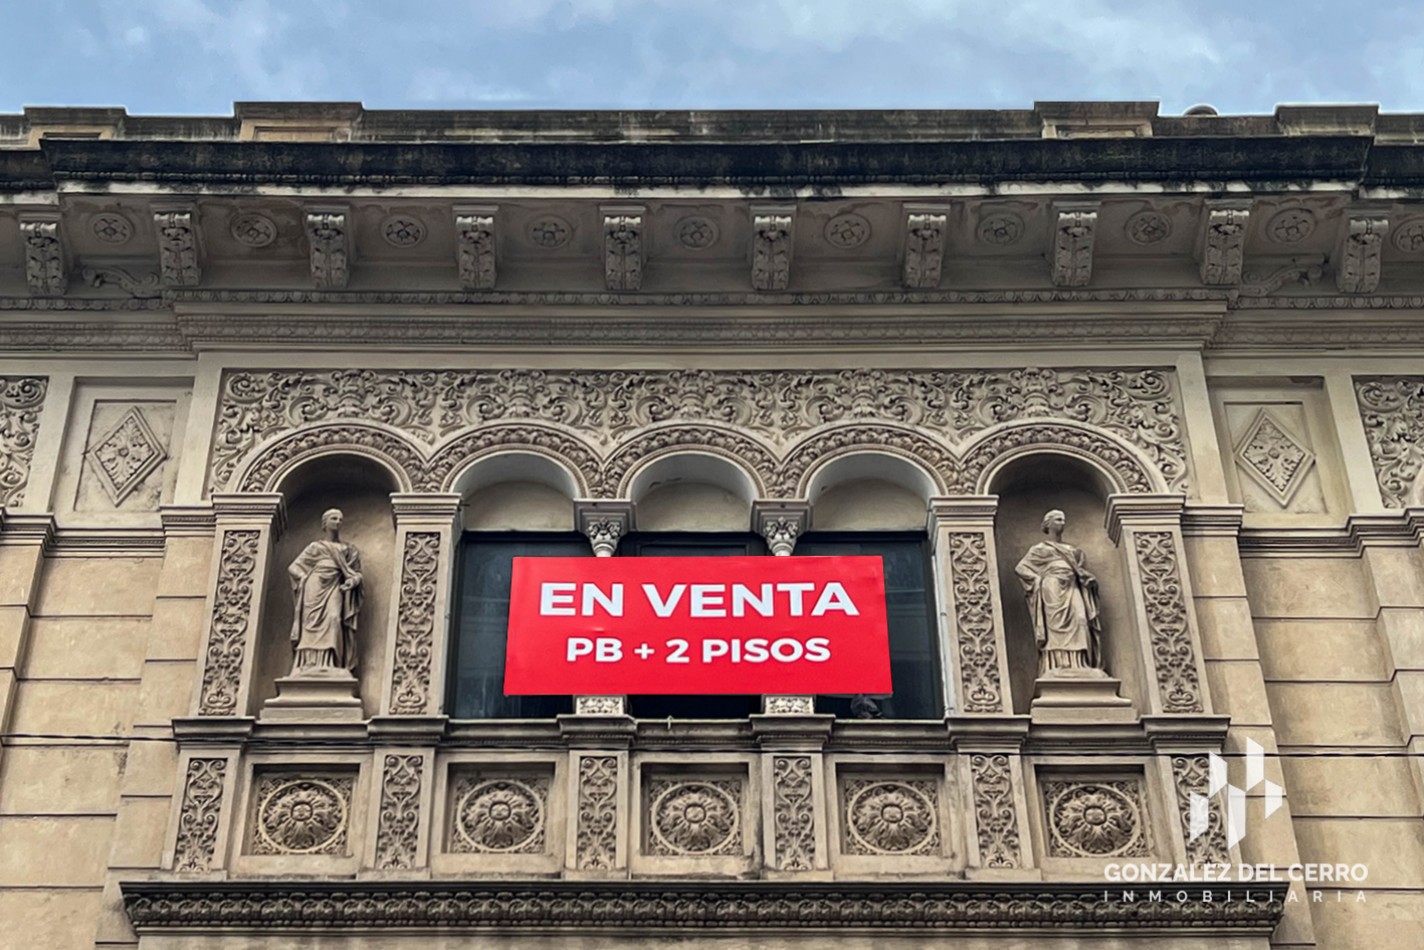 EN VENTA
PB + 2 PISOS
GONZALEZ DEL CERRO
INMOBILIARIA